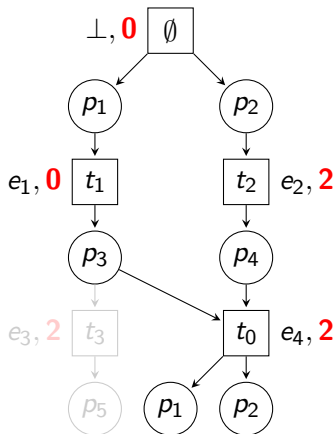 ⊥, 0 ∅
p1 p2
e1, 0 t1 t2 e2, 2
p3 p4
e3, 2 t3 t0 e4, 2
p5 p1 p2